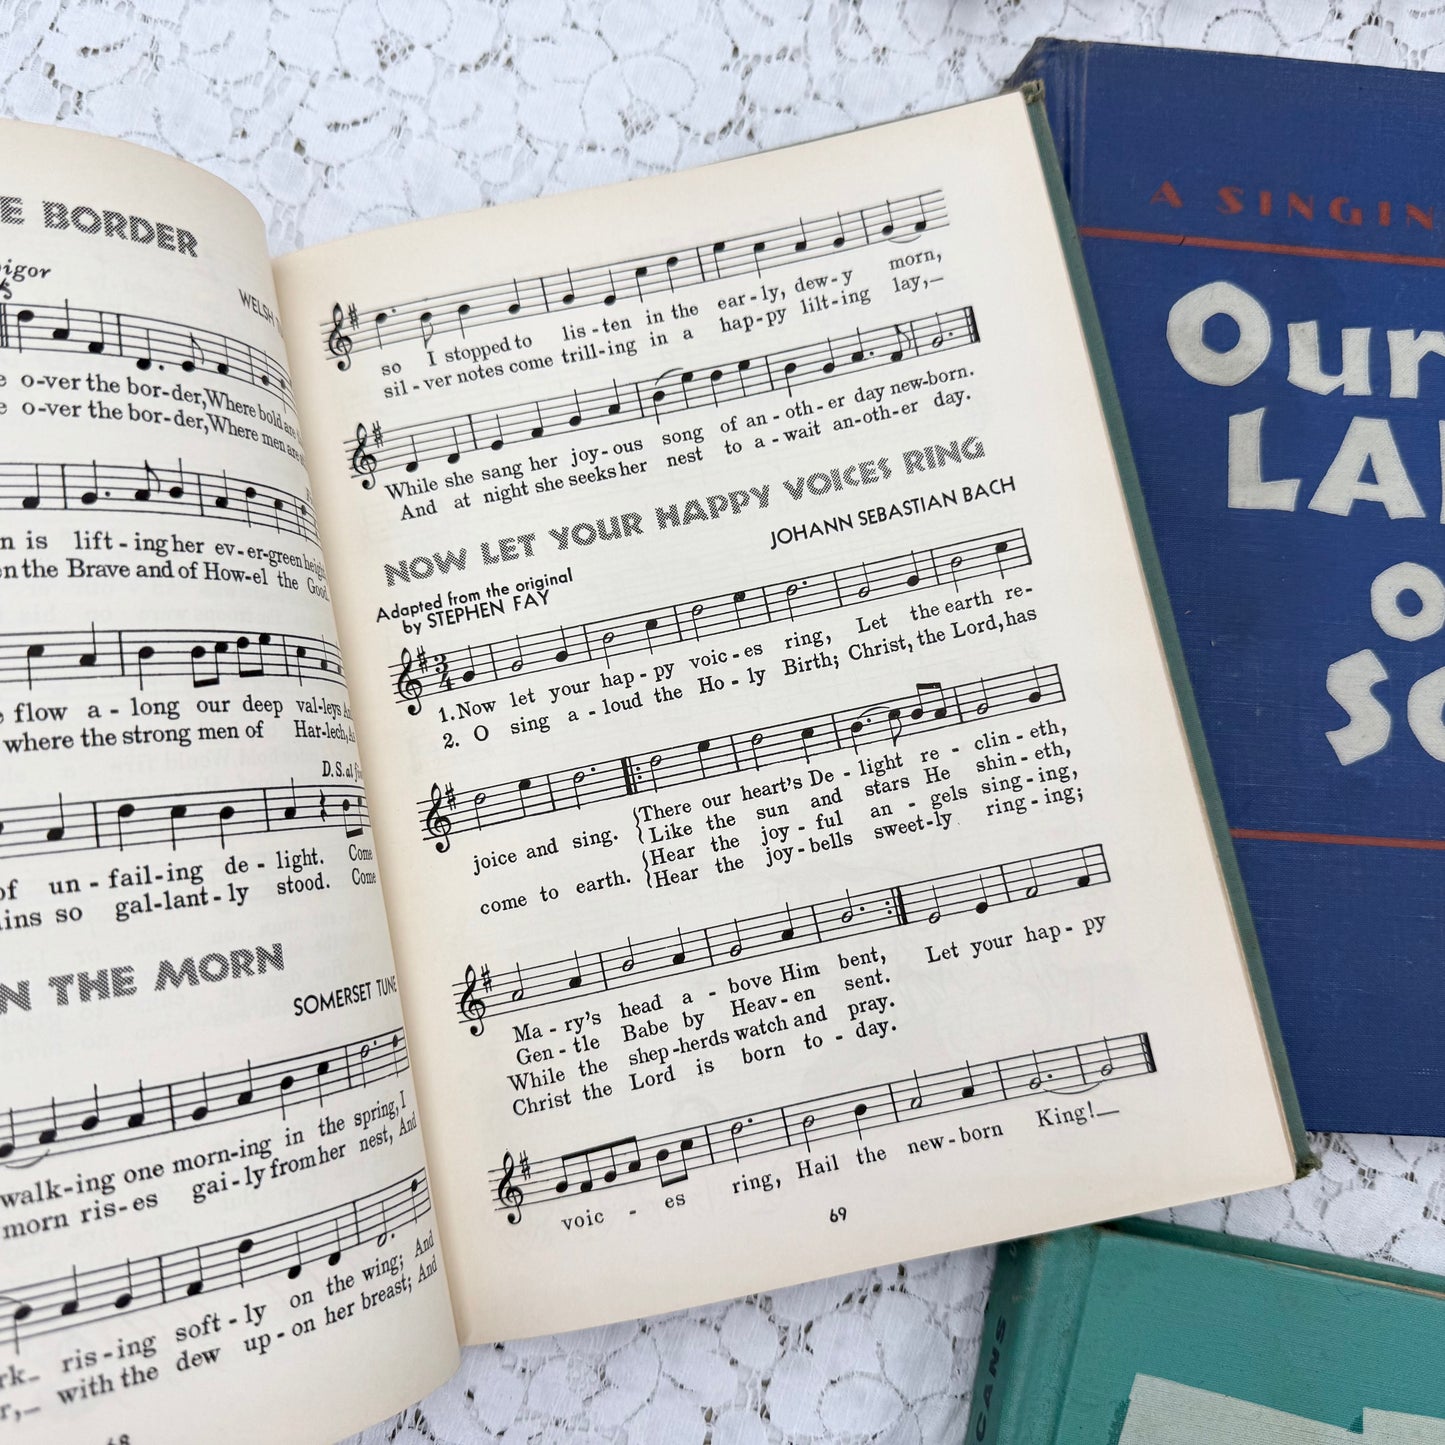 BORDER
WELSH
o-ver the bor-der, Where bold are
o-ver the bor-der, Where men are
is lift-ing her ev-er-green heights
the Brave and of How-el the Good.
flow a-long our deep val-leys
where the strong men of Har-lech,
D.S. al
of un-fail-ing de-light. Come
so gal-lant-ly stood. Come
THE MORN
SOMERSET TUNE
walk-ing one morn-ing in the spring, I
morn ris-es gai-ly from her nest, And
ris-ing soft-ly on the wing; And
with the dew up-on her breast; And
68
so I stopped to lis-ten in the ear-ly, dew-y morn,
sil-ver notes come trill-ing in a hap-py lilt-ing lay,
While she sang her joy-ous song of an-oth-er day new-born.
And at night she seeks her nest to a-wait an-oth-er day.
NOW LET YOUR HAPPY VOICES RING
JOHANN SEBASTIAN BACH
Adapted from the original
by STEPHEN FAY
3
4
1. Now let your hap-py voic-es ring, Let the earth re-
2. O sing a-loud the Ho-ly Birth; Christ, the Lord, has
joice and sing. {There our heart's De-light re-clin-eth,
{Like the sun and stars He shin-eth,
come to earth. {Hear the joy-ful an-gels sing-ing,
{Hear the joy-bells sweet-ly ring-ing;
Ma-ry's head a-bove Him bent, Let your hap-py
Gen-tle Babe by Heav-en sent.
While the shep-herds watch and pray.
Christ the Lord is born to-day.
voic-es ring, Hail the new-born King!
69
A SINGIN
Our
LA
O
SO
CANS